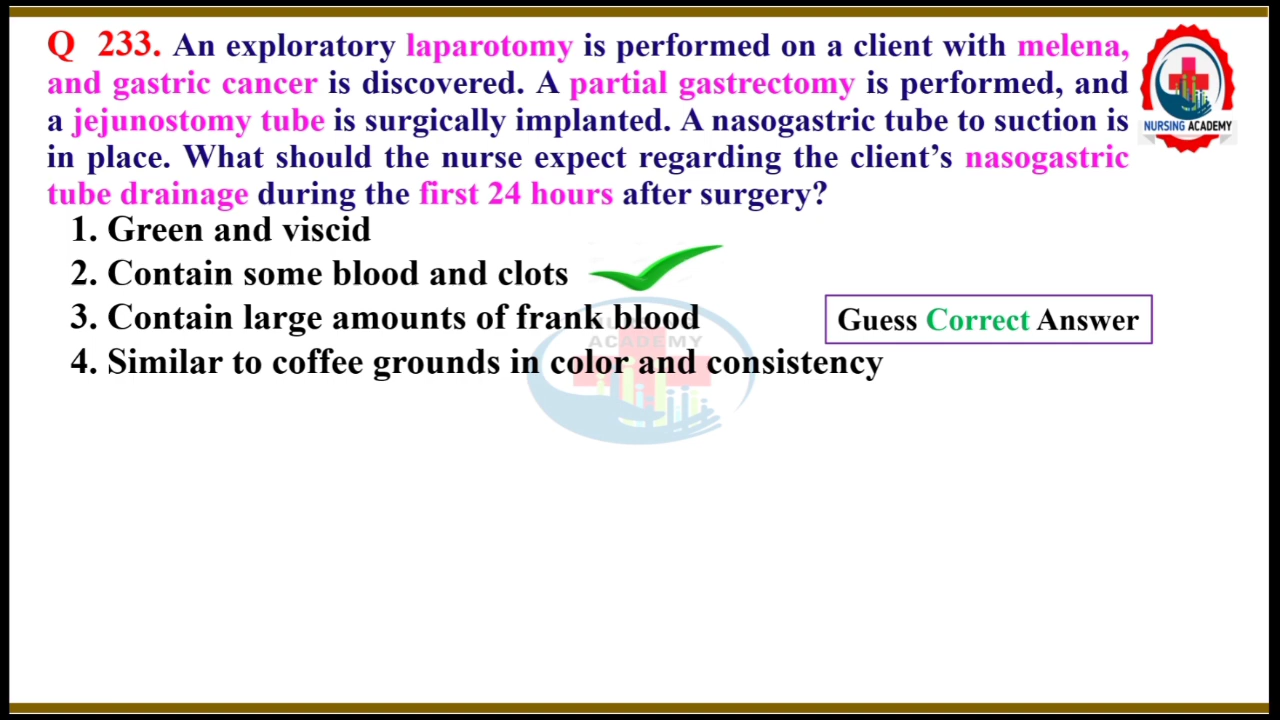 Q 233. An exploratory laparotomy is performed on a client with melena,
and gastric cancer is discovered. A partial gastrectomy is performed, and
a jejunostomy tube is surgically implanted. A nasogastric tube to suction is
in place. What should the nurse expect regarding the client's nasogastric
tube drainage during the first 24 hours after surgery?
NURSING ACADEMY
1. Green and viscid
2. Contain some blood and clots
3. Contain large amounts of frank blood
Guess Correct Answer
ACADEMY
4. Similar to coffee grounds in color and consistency